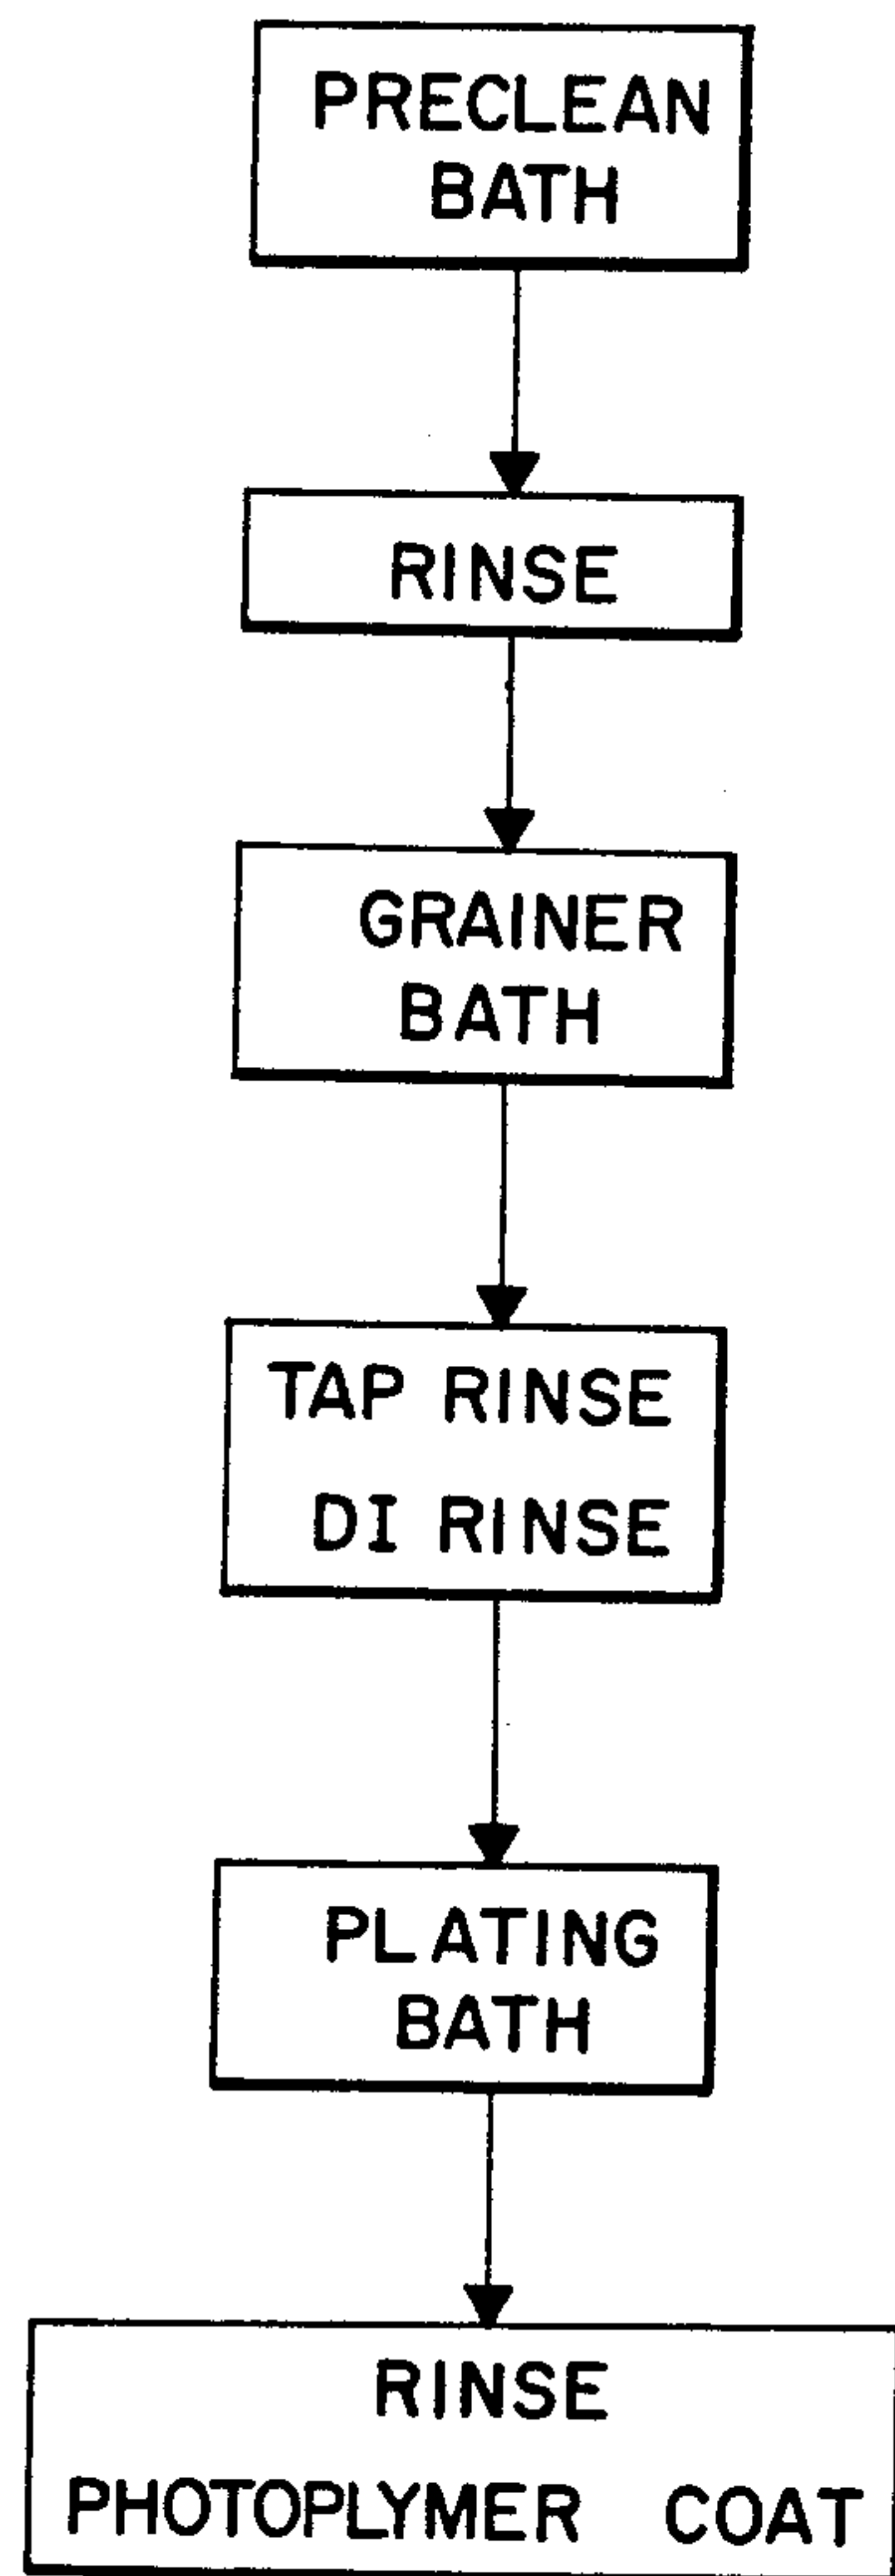 PRECLEAN
BATH
RINSE
GRAINER
BATH
TAP RINSE
DI RINSE
PLATING
BATH
RINSE
PHOTOPLYMER COAT